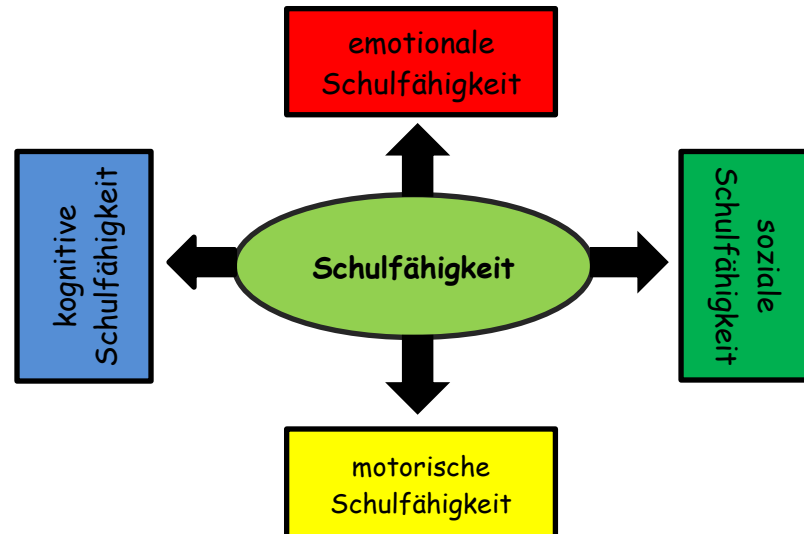 emotionale
Schulfähigkeit
kognitive
Schulfähigkeit
Schulfähigkeit
soziale
Schulfähigkeit
motorische
Schulfähigkeit